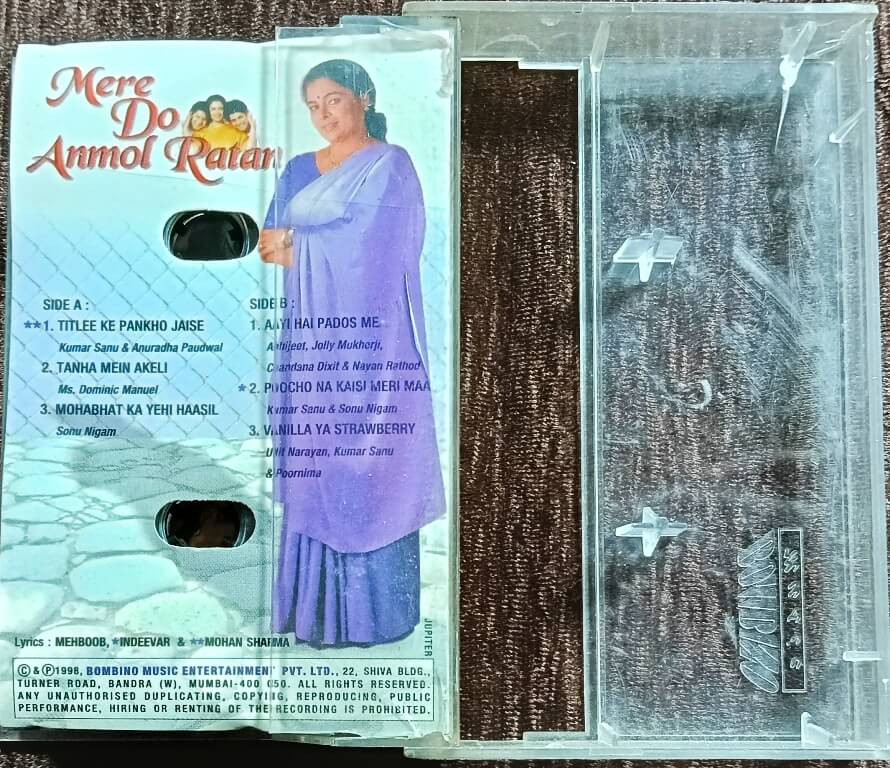 Mere
Do
Anmol Ratan
SIDE A :
**1. TITLEE KE PANKHO JAISE
Kumar Sanu & Anuradha Paudwal
2. TANHA MEIN AKELI
Ms. Dominic Manuel
3. MOHABHAT KA YEHI HAASIL
Sonu Nigam
SIDE B :
1. AAYI HAI PADOS ME
Abhijeet, Jolly Mukherji,
Chandana Dixit & Nayan Rathod
*2. POOCHO NA KAISI MERI MAA
Kumar Sanu & Sonu Nigam
3. VANILLA YA STRAWBERRY
Udit Narayan, Kumar Sanu
& Poornima
Lyrics : MEHBOOB, *INDEEVAR & **MOHAN SHARMA
JUPITER
© & ℗ 1998, BOMBINO MUSIC ENTERTAINMENT PVT. LTD., 22, SHIVA BLDG.,
TURNER ROAD, BANDRA (W), MUMBAI-400 050. ALL RIGHTS RESERVED.
ANY UNAUTHORISED DUPLICATING, COPYING, REPRODUCING, PUBLIC
PERFORMANCE, HIRING OR RENTING OF THE RECORDING IS PROHIBITED.